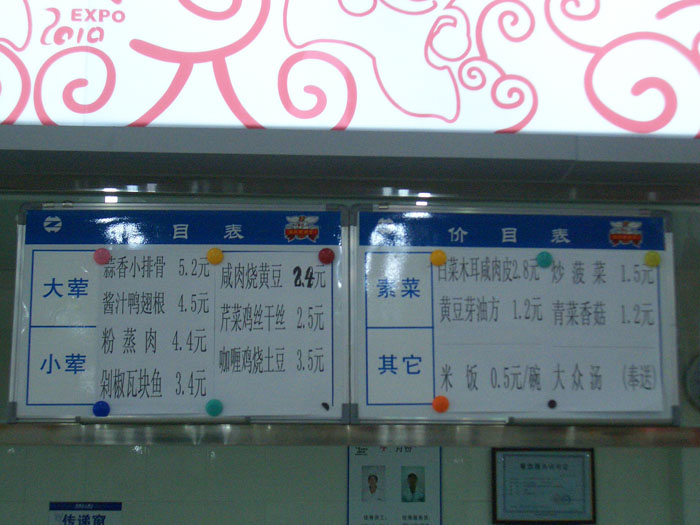 EXPO
2010
价目表
大荤
小荤
蒜香小排骨 5.2元
酱汁鸭翅根 4.5元
粉蒸肉 4.4元
剁椒瓦块鱼 3.4元
咸肉烧黄豆 2.4元
芹菜鸡丝干丝 2.5元
咖喱鸡烧土豆 3.5元
价目表
素菜
其它
白菜木耳咸肉皮2.8元 炒菠菜 1.5元
黄豆芽油方 1.2元 青菜香菇 1.2元
米饭 0.5元/碗 大众汤 (奉送)
传递窗